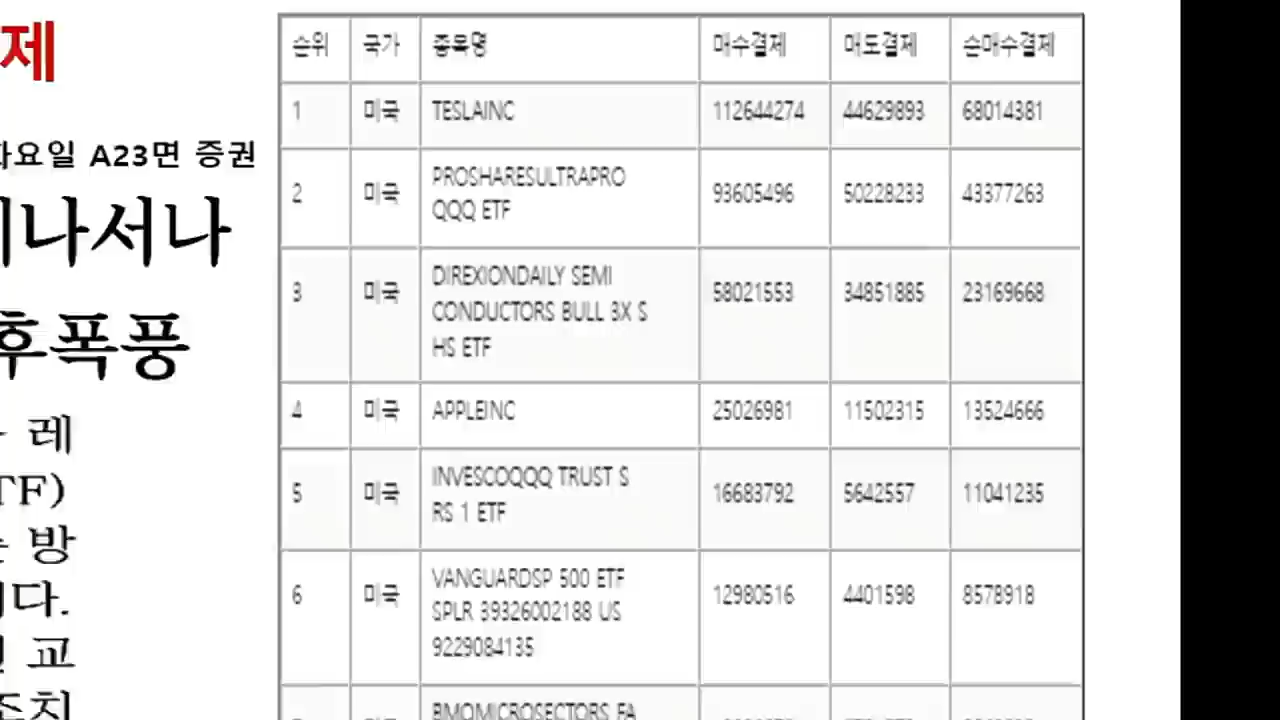 제
화요일 A23면 증권
나서나
후폭풍
레
TF)
방
다.
교
조치
순위 국가 종목명 매수결제 매도결제 순매수결제
1 미국 TESLAINC 112644274 44629893 68014381
2 미국 PROSHARESULTRAPRO 93605496 50228233 43377263
QQQ ETF
3 미국 DIREXIONDAILY SEMI 58021553 34851885 23169668
CONDUCTORS BULL 3X S
HS ETF
4 미국 APPLEINC 25026981 11502315 13524666
5 미국 INVESCOQQQ TRUST S 16683792 5642557 11041235
RS 1 ETF
6 미국 VANGUARDSP 500 ETF 12980516 4401598 8578918
SPLR 39326002188 US
9229084135
BMOMICROSECTORS FA